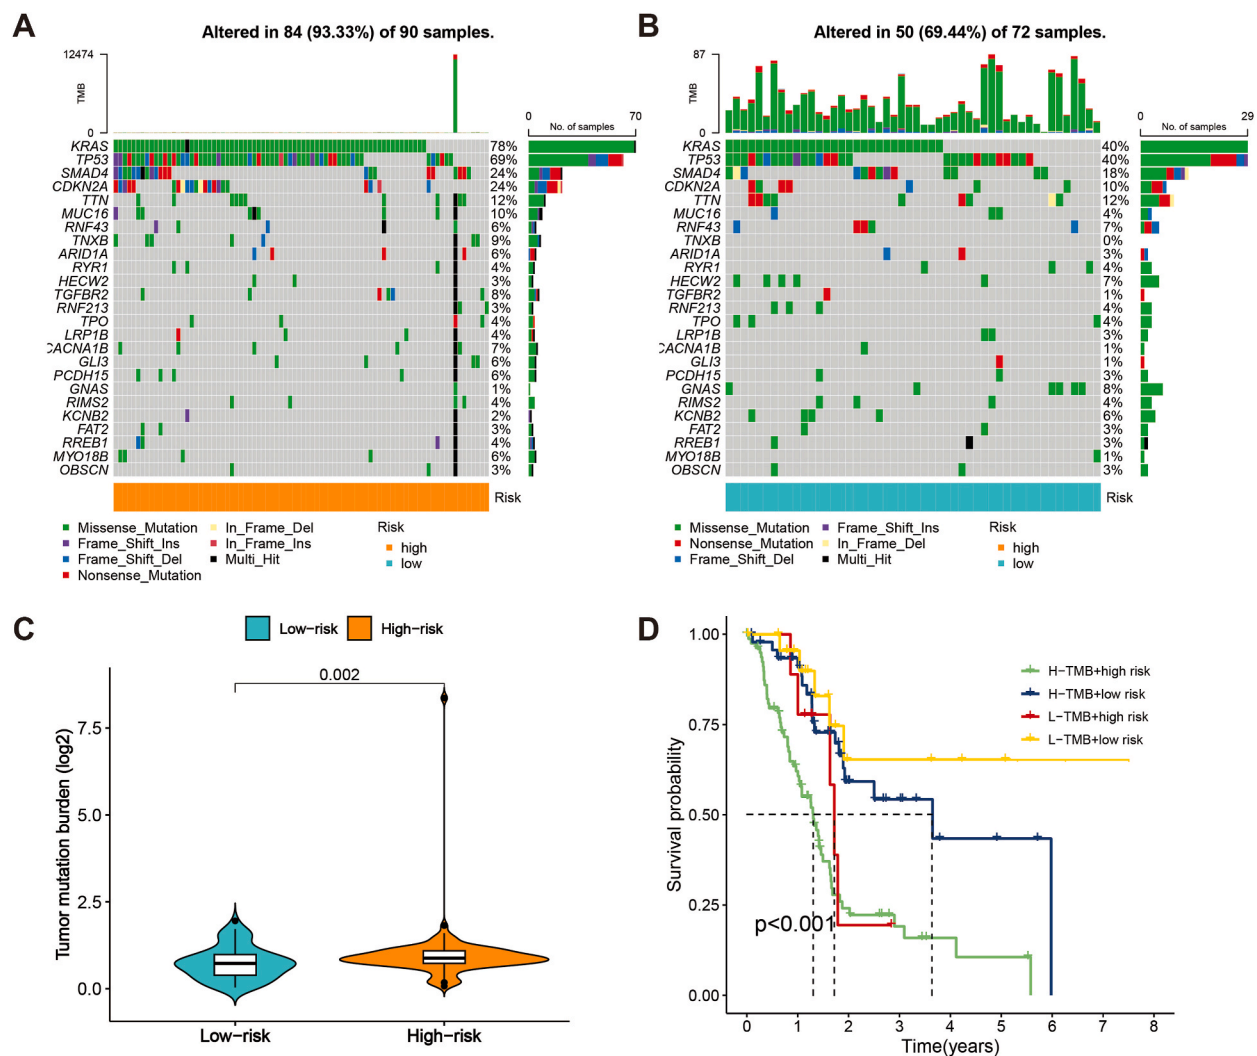 A
Altered in 84 (93.33%) of 90 samples.
12474
TMB
0
0 70
No. of samples
KRAS 78%
TP53 69%
SMAD4 24%
CDKN2A 24%
TTN 12%
MUC16 10%
RNF43 6%
TNXB 9%
ARID1A 6%
RYR1 4%
HECW2 3%
TGFBR2 8%
RNF213 3%
TPO 4%
LRP1B 4%
CACNA1B 7%
GLI3 6%
PCDH15 6%
GNAS 1%
RIMS2 4%
KCNB2 2%
FAT2 3%
RREB1 4%
MYO18B 6%
OBSCN 3%
Risk
Missense_Mutation In_Frame_Del Risk
Frame_Shift_Ins In_Frame_Ins high
Frame_Shift_Del Multi_Hit low
Nonsense_Mutation
B
Altered in 50 (69.44%) of 72 samples.
87
TMB
0
0 29
No. of samples
KRAS 40%
TP53 40%
SMAD4 18%
CDKN2A 10%
TTN 12%
MUC16 4%
RNF43 7%
TNXB 0%
ARID1A 3%
RYR1 4%
HECW2 7%
TGFBR2 1%
RNF213 4%
TPO 4%
LRP1B 3%
CACNA1B 1%
GLI3 1%
PCDH15 3%
GNAS 8%
RIMS2 4%
KCNB2 6%
FAT2 3%
RREB1 3%
MYO18B 1%
OBSCN 3%
Risk
Missense_Mutation Frame_Shift_Ins Risk
Nonsense_Mutation In_Frame_Del high
Frame_Shift_Del Multi_Hit low
C
Low-risk High-risk
0.002
7.5
5.0
2.5
0.0
Tumor mutation burden (log2)
Low-risk High-risk
D
H-TMB+high risk
H-TMB+low risk
L-TMB+high risk
L-TMB+low risk
1.00
0.75
0.50
0.25
0.00
Survival probability
p<0.001
0 1 2 3 4 5 6 7 8
Time(years)